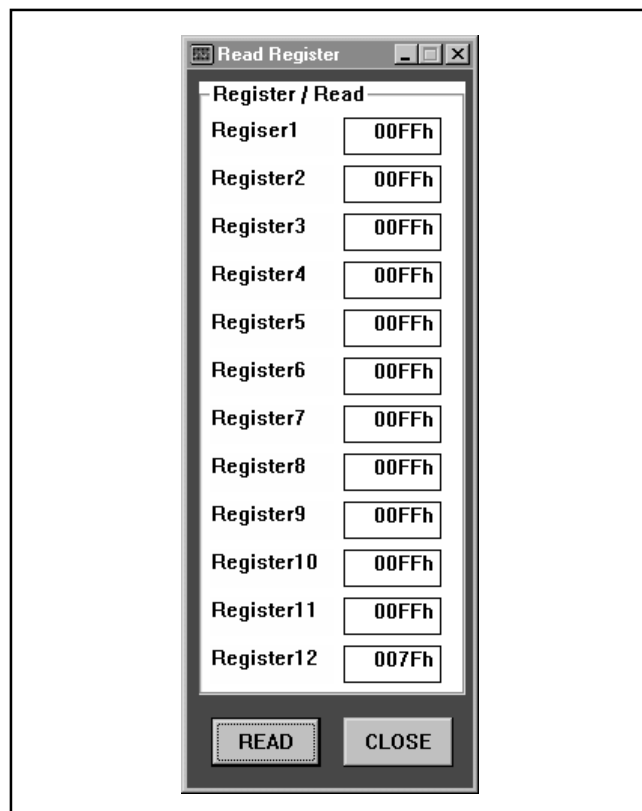 Read Register
Register / Read
Regiser1 00FFh
Register2 00FFh
Register3 00FFh
Register4 00FFh
Register5 00FFh
Register6 00FFh
Register7 00FFh
Register8 00FFh
Register9 00FFh
Register10 00FFh
Register11 00FFh
Register12 007Fh
READ CLOSE